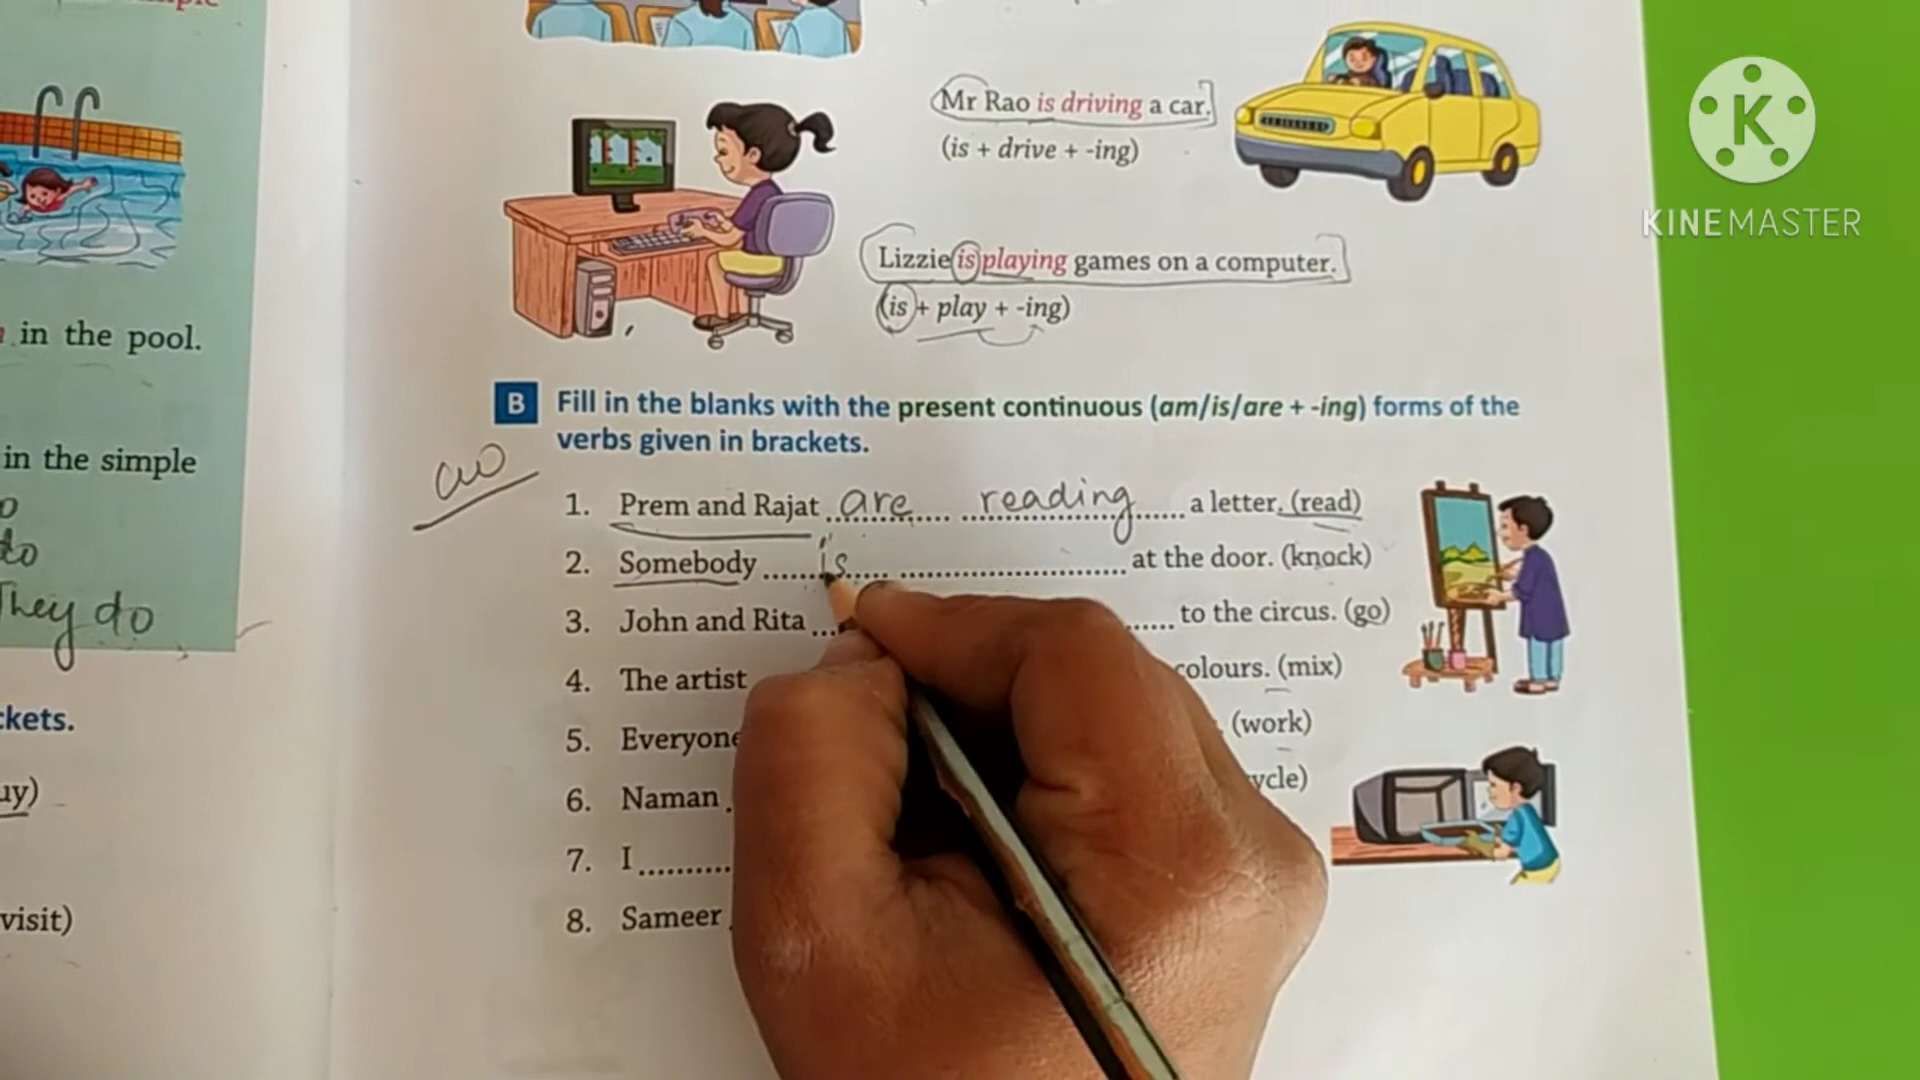 Mr Rao is driving a car.
(is + drive + -ing)
KINEMASTER
Lizzie is playing games on a computer.
(is + play + -ing)
in the pool.
B Fill in the blanks with the present continuous (am/is/are + -ing) forms of the
verbs given in brackets.
in the simple
1. Prem and Rajat are reading a letter. (read)
2. Somebody is at the door. (knock)
do
3. John and Rita to the circus. (go)
They do
4. The artist colours. (mix)
5. Everyone (work)
6. Naman
7. I
visit)
8. Sameer